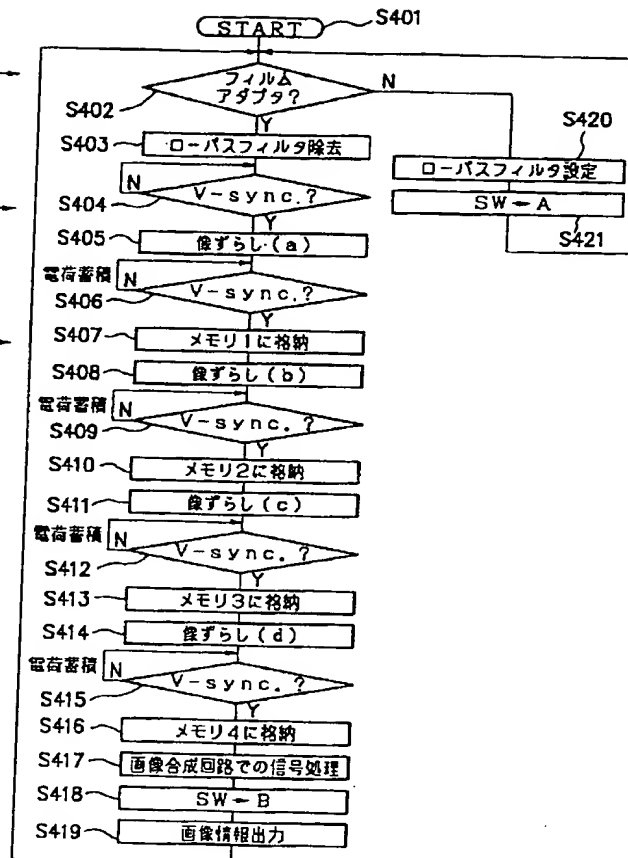 START
S401
フィルム
アダプタ?
N
S402
Y
S403
ローパスフィルタ除去
S420
ローパスフィルタ設定
N
V-sync.?
S404
Y
SW←A
S421
S405
像ずらし(a)
電荷蓄積
N
V-sync.?
S406
Y
S407
メモリ1に格納
S408
像ずらし(b)
電荷蓄積
N
V-sync.?
S409
Y
S410
メモリ2に格納
S411
像ずらし(c)
電荷蓄積
N
V-sync.?
S412
Y
S413
メモリ3に格納
S414
像ずらし(d)
電荷蓄積
N
V-sync.?
S415
Y
S416
メモリ4に格納
S417
画像合成回路での信号処理
S418
SW←B
S419
画像情報出力